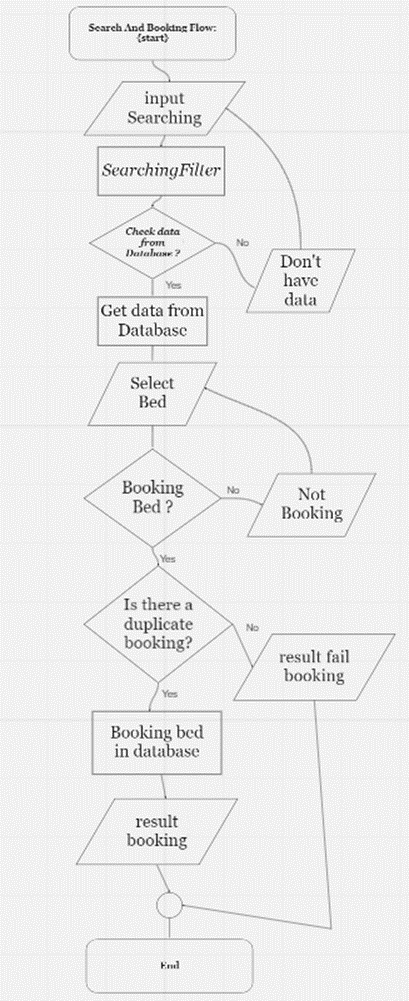 Search And Booking Flow:
{start}
input
Searching
SearchingFilter
Check data
from
Database ?
No
Don't
have
data
Yes
Get data from
Database
Select
Bed
Booking
Bed ?
No
Not
Booking
Yes
Is there a
duplicate
booking?
No
result fail
booking
Yes
Booking bed
in database
result
booking
End